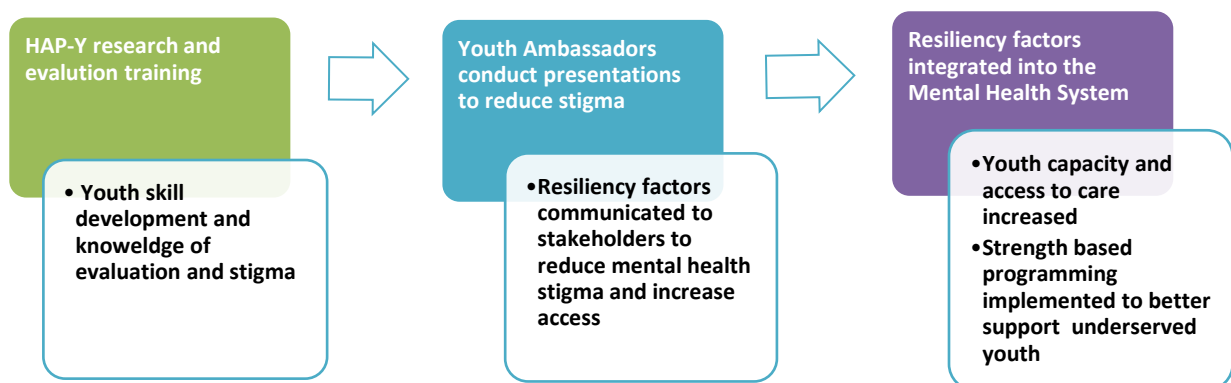 HAP-Y research and
evalution training
• Youth skill
development and
knoweldge of
evaluation and stigma
Youth Ambassadors
conduct presentations
to reduce stigma
•Resiliency factors
communicated to
stakeholders to
reduce mental health
stigma and increase
access
Resiliency factors
integrated into the
Mental Health System
•Youth capacity and
access to care
increased
•Strength based
programming
implemented to better
support underserved
youth